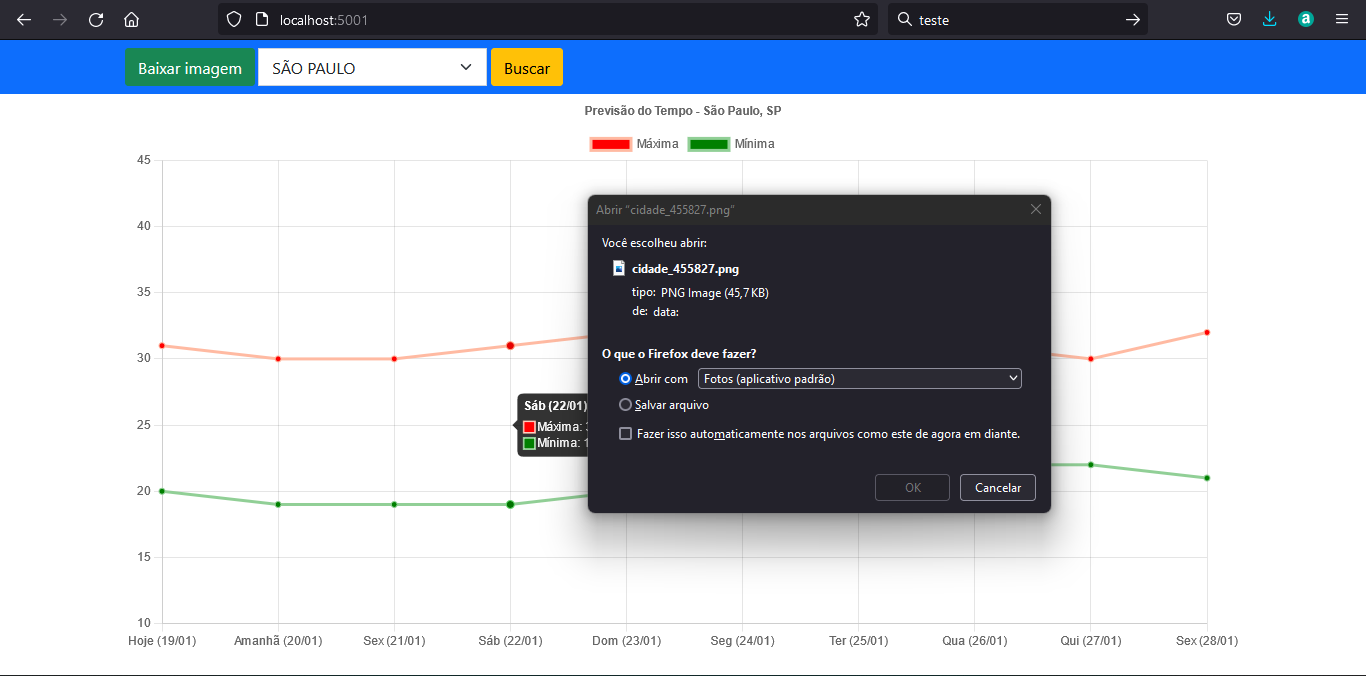 localhost:5001
teste
Baixar imagem
SÃO PAULO
Buscar
Previsão do Tempo - São Paulo, SP
Máxima Mínima
45
40
35
30
25
20
15
10
Abrir "cidade_455827.png"
Você escolheu abrir:
cidade_455827.png
tipo: PNG Image (45,7 KB)
de: data:
O que o Firefox deve fazer?
Abrir com Fotos (aplicativo padrão)
Salvar arquivo
Fazer isso automaticamente nos arquivos como este de agora em diante.
OK Cancelar
Sáb (22/01)
Máxima:
Mínima: 1
Hoje (19/01) Amanhã (20/01) Sex (21/01) Sáb (22/01) Dom (23/01) Seg (24/01) Ter (25/01) Qua (26/01) Qui (27/01) Sex (28/01)